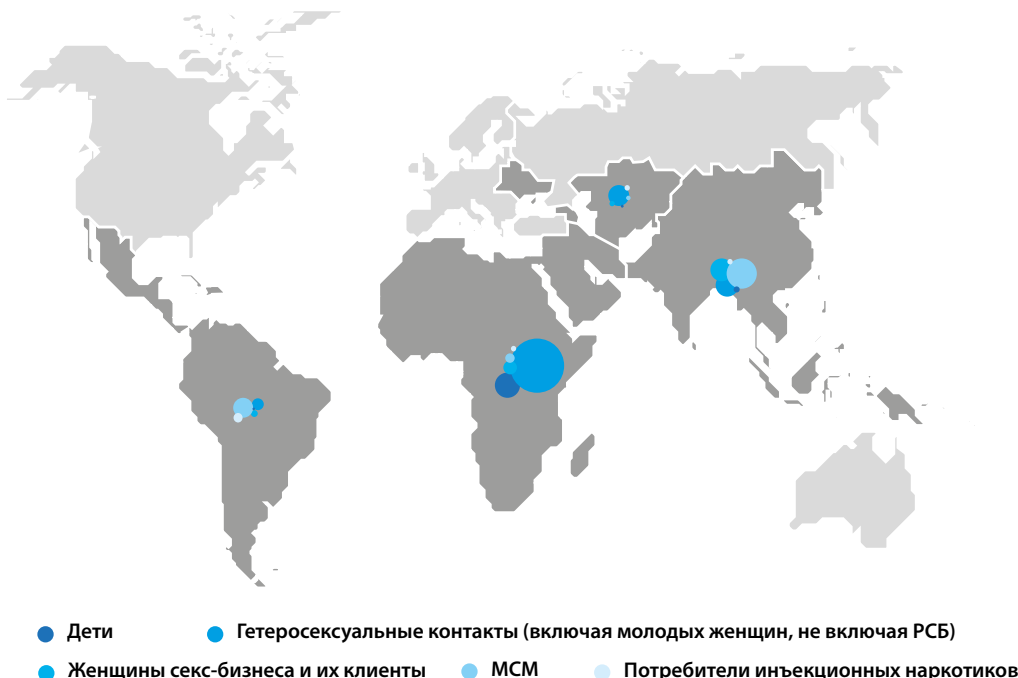 Дети Гетеросексуальные контакты (включая молодых женщин, не включая РСБ)
Женщины секс-бизнеса и их клиенты МСМ Потребители инъекционных наркотиков